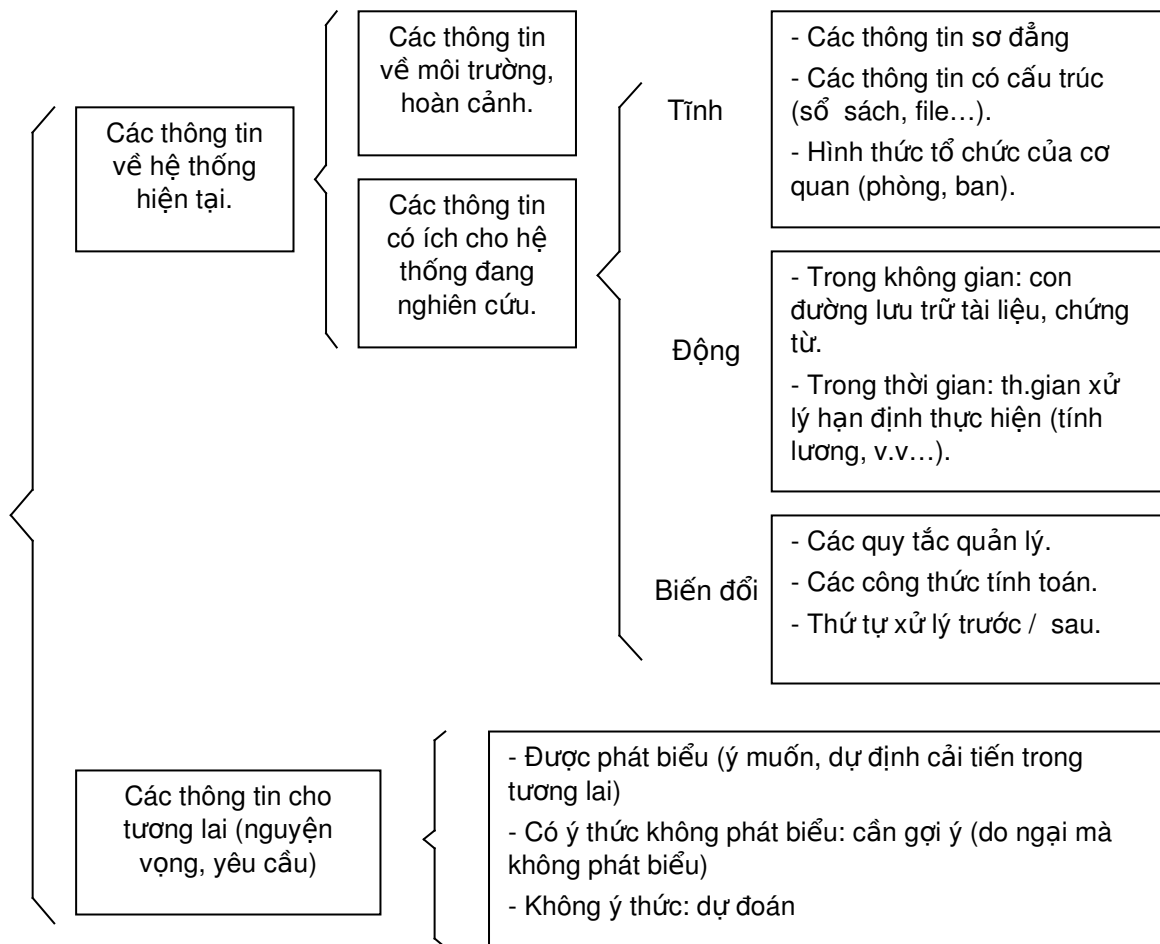 Các thông tin
về hệ thống
hiện tại.
Các thông tin
về môi trường,
hoàn cảnh.
Các thông tin
có ích cho hệ
thống đang
nghiên cứu.
Tĩnh
- Các thông tin sơ đẳng
- Các thông tin có cấu trúc
(sổ sách, file…).
- Hình thức tổ chức của cơ
quan (phòng, ban).
Động
- Trong không gian: con
đường lưu trữ tài liệu, chứng
từ.
- Trong thời gian: th.gian xử
lý hạn định thực hiện (tính
lương, v.v…).
Biến đổi
- Các quy tắc quản lý.
- Các công thức tính toán.
- Thứ tự xử lý trước / sau.
Các thông tin cho
tương lai (nguyện
vọng, yêu cầu)
- Được phát biểu (ý muốn, dự định cải tiến trong
tương lai)
- Có ý thức không phát biểu: cần gợi ý (do ngại mà
không phát biểu)
- Không ý thức: dự đoán